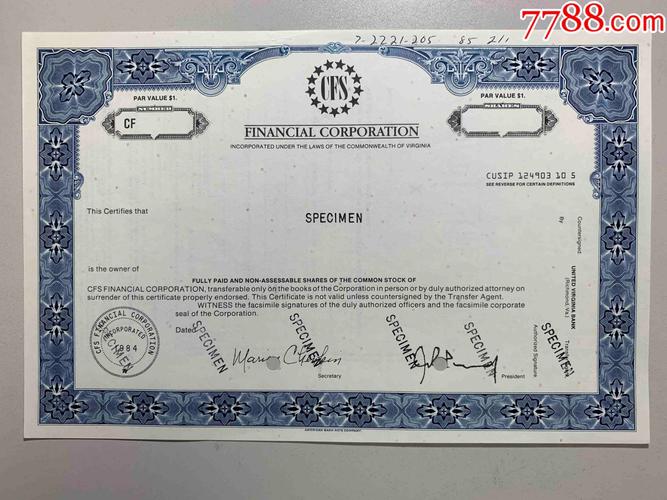 7788.com
7-2721-205 85 211
CFS
PAR VALUE $1.
NUMBER
CF
PAR VALUE $1.
SHARES
FINANCIAL CORPORATION
INCORPORATED UNDER THE LAWS OF THE COMMONWEALTH OF VIRGINIA
CUSIP 124903 10 5
SEE REVERSE FOR CERTAIN DEFINITIONS
This Certifies that
SPECIMEN
is the owner of
FULLY PAID AND NON-ASSESSABLE SHARES OF THE COMMON STOCK OF
CFS FINANCIAL CORPORATION, transferable only on the books of the Corporation in person or by duly authorized attorney on
surrender of this certificate properly endorsed. This Certificate is not valid unless countersigned by the Transfer Agent.
WITNESS the facsimile signatures of the duly authorized officers and the facsimile corporate
seal of the Corporation.
Dated
CFS FINANCIAL CORPORATION
INCORPORATED
1984
SPECIMEN
SPECIMEN
SPECIMEN
SPECIMEN
SPECIMEN
Secretary
President
Countersigned:
UNITED VIRGINIA BANK
(Richmond, Va.)
By
Authorized Signature
AMERICAN BANK NOTE COMPANY.